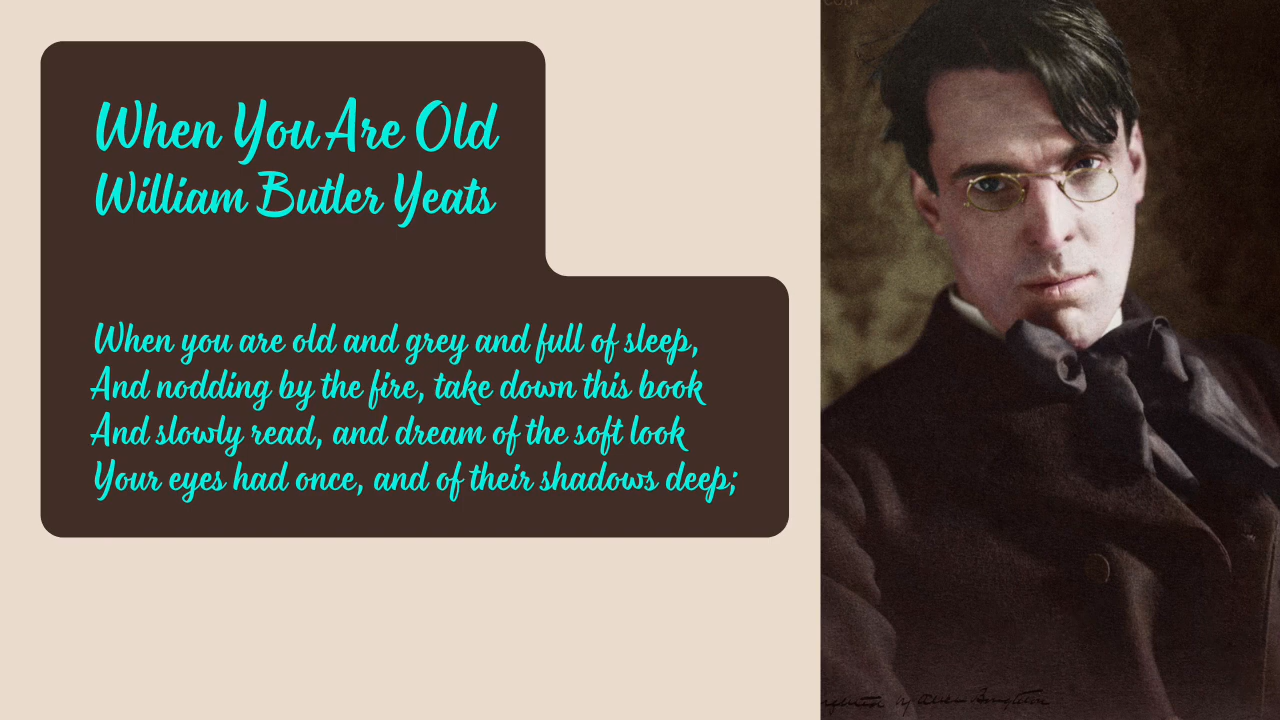 When You Are Old
William Butler Yeats
When you are old and grey and full of sleep,
And nodding by the fire, take down this book
And slowly read, and dream of the soft look
Your eyes had once, and of their shadows deep;